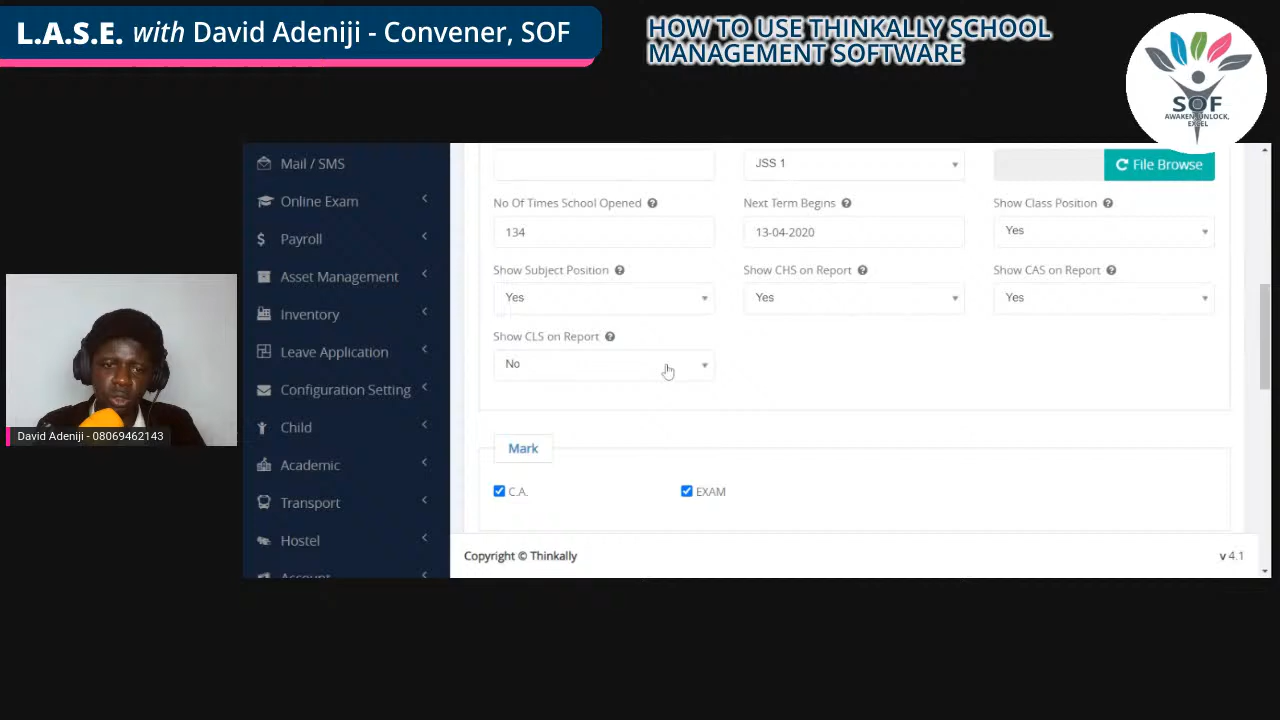 L.A.S.E. with David Adeniji - Convener, SOF
HOW TO USE THINKALLY SCHOOL
MANAGEMENT SOFTWARE
SOF
AWAKEN, UNLOCK,
EXCEL
Mail / SMS
Online Exam
Payroll
Asset Management
Inventory
Leave Application
Configuration Setting
Child
Academic
Transport
Hostel
Account
JSS 1
File Browse
No Of Times School Opened
Next Term Begins
Show Class Position
134
13-04-2020
Yes
Show Subject Position
Show CHS on Report
Show CAS on Report
Yes
Yes
Yes
Show CLS on Report
No
Mark
C.A.
EXAM
Copyright © Thinkally
v 4.1
David Adeniji - 08069462143